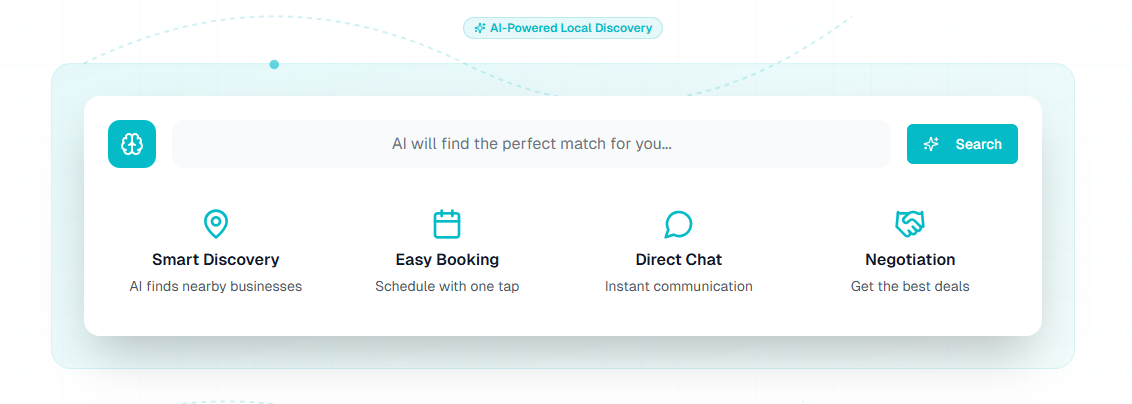 AI-Powered Local Discovery
AI will find the perfect match for you...
Search
Smart Discovery
Easy Booking
Direct Chat
Negotiation
AI finds nearby businesses
Schedule with one tap
Instant communication
Get the best deals